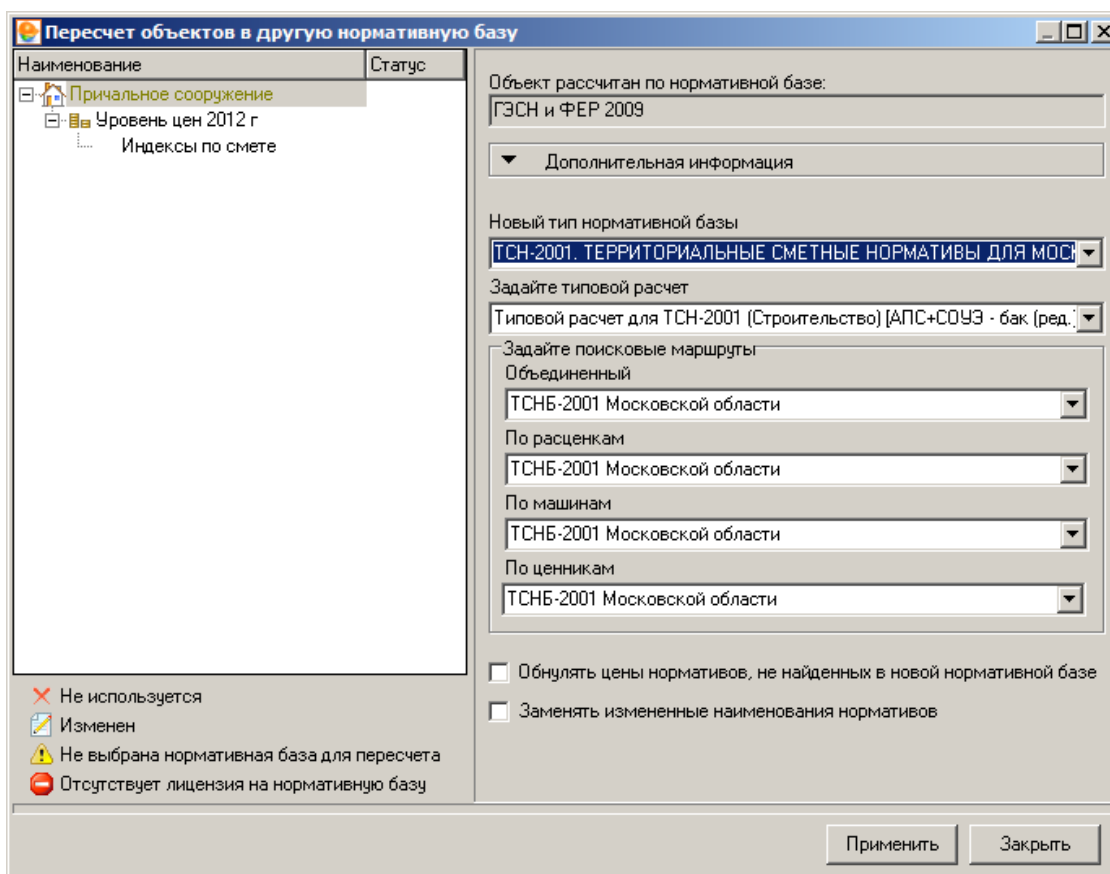 Пересчет объектов в другую нормативную базу
Наименование Статус
Причальное сооружение
Уровень цен 2012 г
Индексы по смете
Не используется
Изменен
Не выбрана нормативная база для пересчета
Отсутствует лицензия на нормативную базу
Объект рассчитан по нормативной базе:
ГЭСН и ФЕР 2009
Дополнительная информация
Новый тип нормативной базы
ТСН-2001. ТЕРРИТОРИАЛЬНЫЕ СМЕТНЫЕ НОРМАТИВЫ ДЛЯ МОСК
Задайте типовой расчет
Типовой расчет для ТСН-2001 (Строительство) [АПС+СОУЭ - бак (ред.)
Задайте поисковые маршруты
Объединенный
ТСНБ-2001 Московской области
По расценкам
ТСНБ-2001 Московской области
По машинам
ТСНБ-2001 Московской области
По ценникам
ТСНБ-2001 Московской области
Обнулять цены нормативов, не найденных в новой нормативной базе
Заменять измененные наименования нормативов
Применить Закрыть